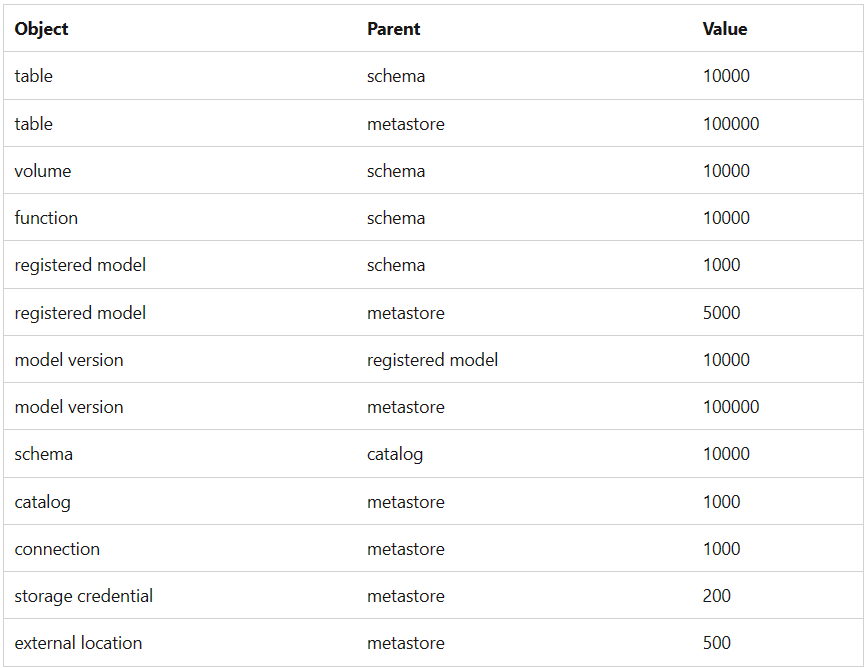 Object Parent Value
table schema 10000
table metastore 100000
volume schema 10000
function schema 10000
registered model schema 1000
registered model metastore 5000
model version registered model 10000
model version metastore 100000
schema catalog 10000
catalog metastore 1000
connection metastore 1000
storage credential metastore 200
external location metastore 500